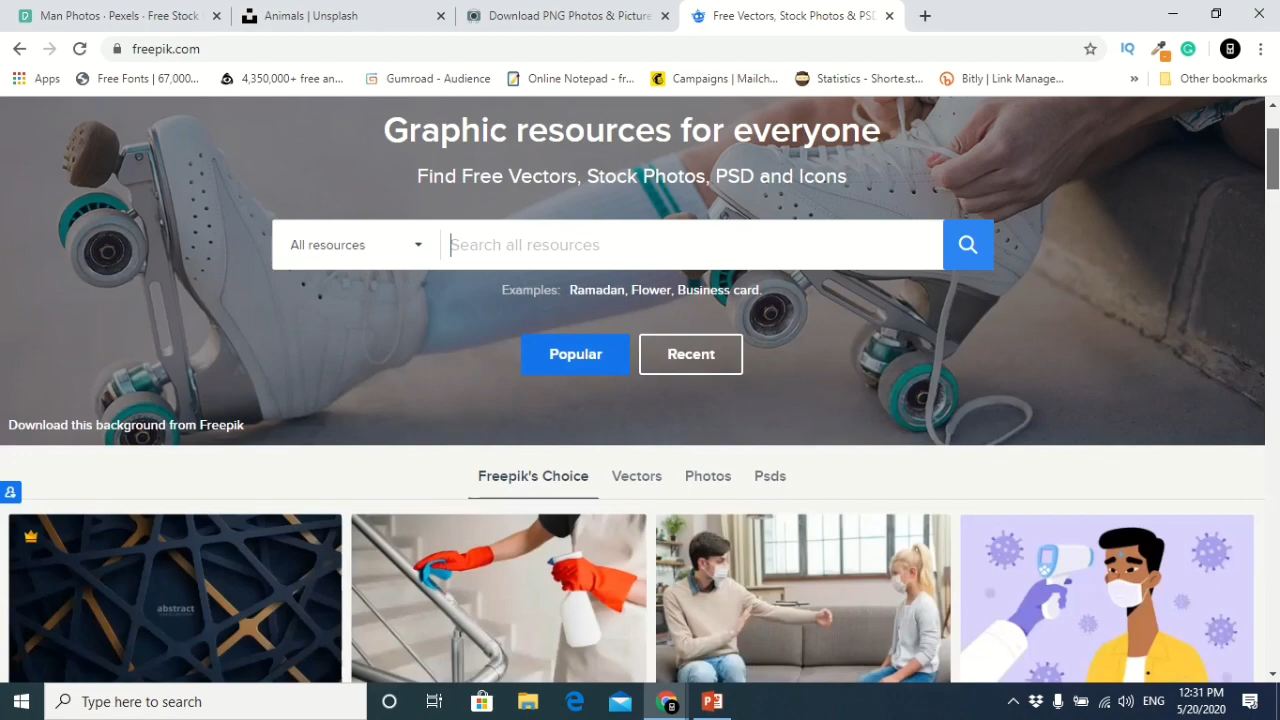 Man Photos · Pexels · Free Stock
Animals | Unsplash
Download PNG Photos & Picture
Free Vectors, Stock Photos & PSD
freepik.com
Apps
Free Fonts | 67,000...
4,350,000+ free an...
Gumroad - Audience
Online Notepad - fr...
Campaigns | Mailch...
Statistics - Shorte.st...
Bitly | Link Manage...
Other bookmarks
Graphic resources for everyone
Find Free Vectors, Stock Photos, PSD and Icons
All resources
Search all resources
Examples: Ramadan, Flower, Business card.
Popular
Recent
Download this background from Freepik
Freepik's Choice
Vectors
Photos
Psds
abstract
Type here to search
ENG
12:31 PM
5/20/2020